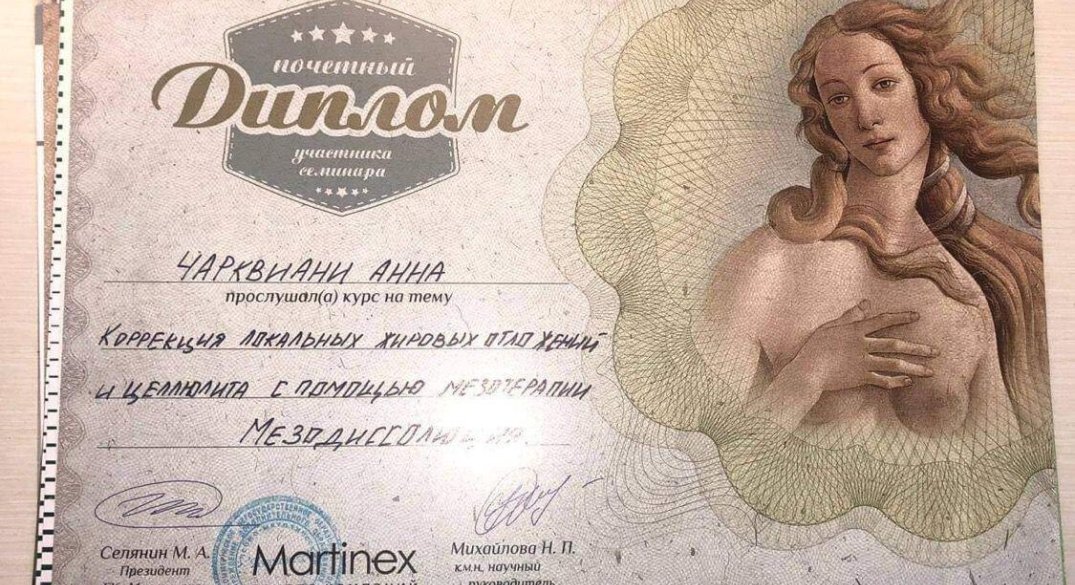 почетный
Диплом
участника
семинара
ЧАРКВИАНИ АННА
прослушал(а) курс на тему
КОРРЕКЦИЯ ЛОКАЛЬНЫХ ЖИРОВЫХ ОТЛОЖЕНИЙ
И ЦЕЛЛЮЛИТА С ПОМОЩЬЮ МЕЗОТЕРАПИИ
МЕЗОДИССОЛЮЦИЯ
Селянин М. А.
Президент
Martinex
Михайлова Н. П.
к.м.н, научный
руководитель